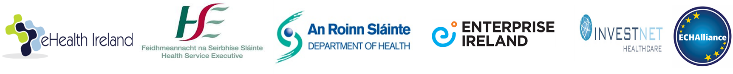 eHealth Ireland
HSE
Feidhmeannacht na Seirbhíse Sláinte
Health Service Executive
An Roinn Sláinte
DEPARTMENT OF HEALTH
ENTERPRISE
IRELAND
INVESTNET
HEALTHCARE
ECHAlliance